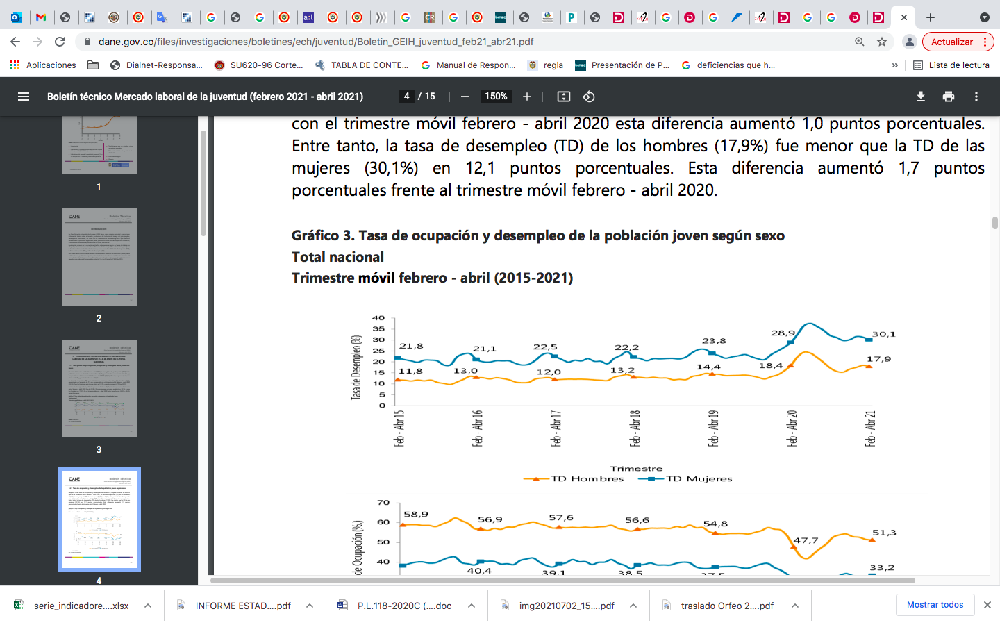 dane.gov.co/files/investigaciones/boletines/ech/juventud/Boletin_GEIH_juventud_feb21_abr21.pdf
Actualizar
Aplicaciones
Dialnet-Responsa...
SU620-96 Corte...
TABLA DE CONTE...
Manual de Respon...
regla
Presentación de P...
deficiencias que h...
»
Lista de lectura
Boletín técnico Mercado laboral de la juventud (febrero 2021 - abril 2021)
4 / 15
150%
1
2
3
4
con el trimestre móvil febrero - abril 2020 esta diferencia aumentó 1,0 puntos porcentuales.
Entre tanto, la tasa de desempleo (TD) de los hombres (17,9%) fue menor que la TD de las
mujeres (30,1%) en 12,1 puntos porcentuales. Esta diferencia aumentó 1,7 puntos
porcentuales frente al trimestre móvil febrero - abril 2020.
Gráfico 3. Tasa de ocupación y desempleo de la población joven según sexo
Total nacional
Trimestre móvil febrero - abril (2015-2021)
Tasa de Desempleo (%)
40
35
30
25
20
15
10
5
0
21,8
21,1
22,5
22,2
23,8
28,9
30,1
11,8
13,0
12,0
13,2
14,4
18,4
17,9
Feb - Abr 15
Feb - Abr 16
Feb - Abr 17
Feb - Abr 18
Feb - Abr 19
Feb - Abr 20
Feb - Abr 21
Trimestre
TD Hombres
TD Mujeres
de Ocupación (%.)
70
60
50
40
58,9
56,9
57,6
56,6
54,8
47,7
51,3
40,4
39,1
38,5
37,5
33,2
serie_indicadore....xlsx
INFORME ESTAD....pdf
P.L.118-2020C (....doc
img20210702_15....pdf
traslado Orfeo 2....pdf
Mostrar todos